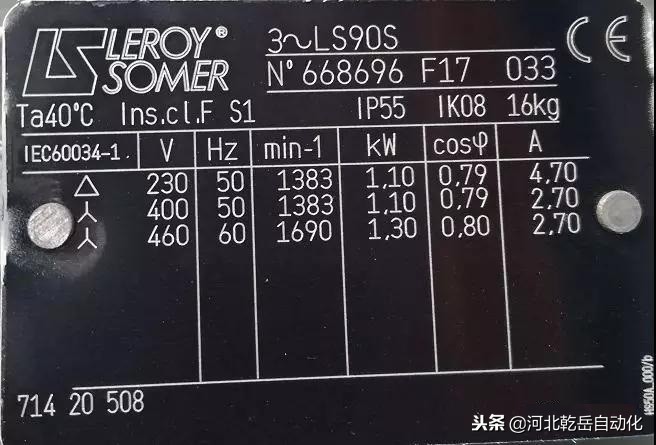 LEROY®
SOMER
3~LS90S
CE
N° 668696 F17 033
Ta40°C Ins.cl.F S1 IP55 IK08 16kg
IEC60034-1. V Hz min-1 kW cosφ A
△ 230 50 1383 1,10 0,79 4,70
⅄ 400 50 1383 1,10 0,79 2,70
⅄ 460 60 1690 1,30 0,80 2,70
714 20 508
头条@河北乾岳自动化